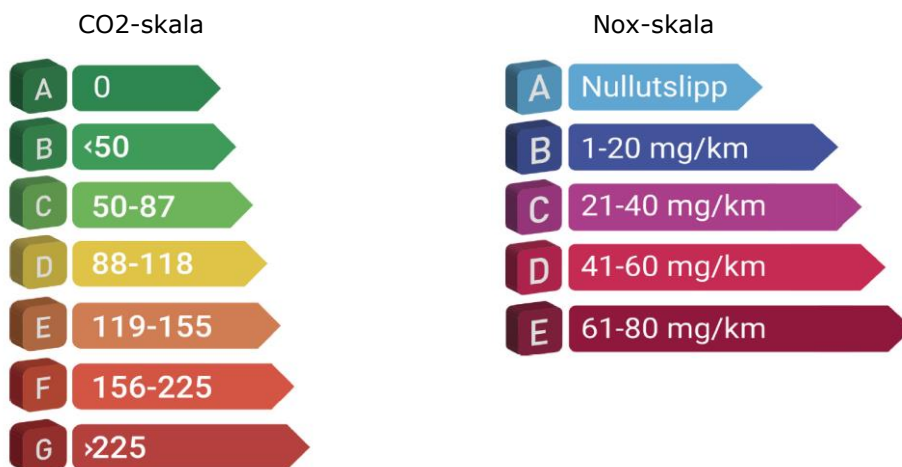 CO2-skala
A 0
B <50
C 50-87
D 88-118
E 119-155
F 156-225
G >225
Nox-skala
A Nullutslipp
B 1-20 mg/km
C 21-40 mg/km
D 41-60 mg/km
E 61-80 mg/km